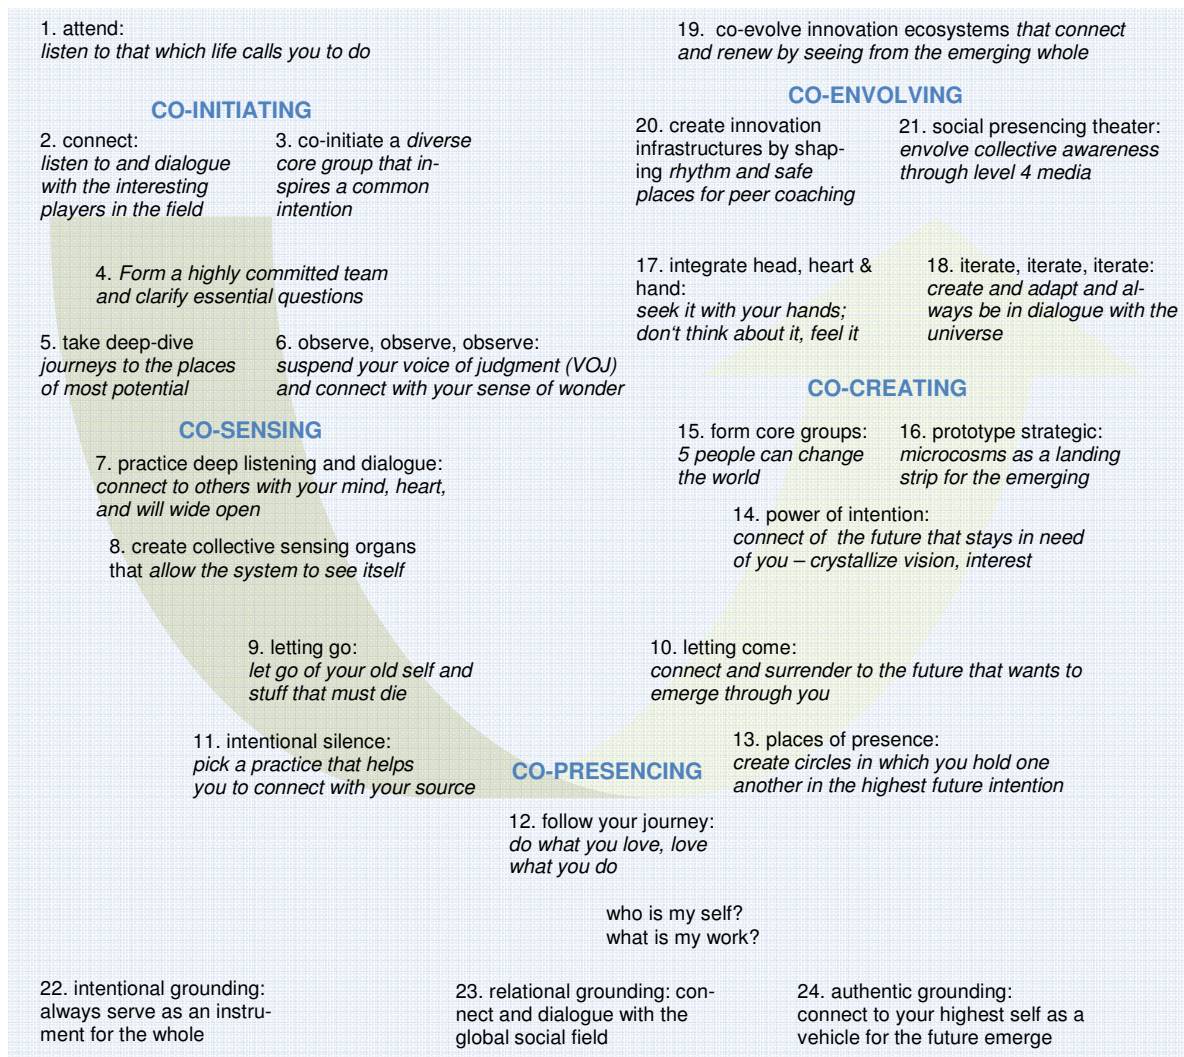 1. attend:
listen to that which life calls you to do
CO-INITIATING
2. connect:
listen to and dialogue
with the interesting
players in the field
3. co-initiate a diverse
core group that in-
spires a common
intention
4. Form a highly committed team
and clarify essential questions
5. take deep-dive
journeys to the places
of most potential
6. observe, observe, observe:
suspend your voice of judgment (VOJ)
and connect with your sense of wonder
CO-SENSING
7. practice deep listening and dialogue:
connect to others with your mind, heart,
and will wide open
8. create collective sensing organs
that allow the system to see itself
9. letting go:
let go of your old self and
stuff that must die
11. intentional silence:
pick a practice that helps
you to connect with your source
CO-PRESENCING
12. follow your journey:
do what you love, love
what you do
who is my self?
what is my work?
19. co-evolve innovation ecosystems that connect
and renew by seeing from the emerging whole
CO-ENVOLVING
20. create innovation
infrastructures by shap-
ing rhythm and safe
places for peer coaching
21. social presencing theater:
envolve collective awareness
through level 4 media
17. integrate head, heart &
hand:
seek it with your hands;
don't think about it, feel it
18. iterate, iterate, iterate:
create and adapt and al-
ways be in dialogue with the
universe
CO-CREATING
15. form core groups:
5 people can change
the world
16. prototype strategic:
microcosms as a landing
strip for the emerging
14. power of intention:
connect of the future that stays in need
of you – crystallize vision, interest
10. letting come:
connect and surrender to the future that wants to
emerge through you
13. places of presence:
create circles in which you hold one
another in the highest future intention
22. intentional grounding:
always serve as an instru-
ment for the whole
23. relational grounding: con-
nect and dialogue with the
global social field
24. authentic grounding:
connect to your highest self as a
vehicle for the future emerge